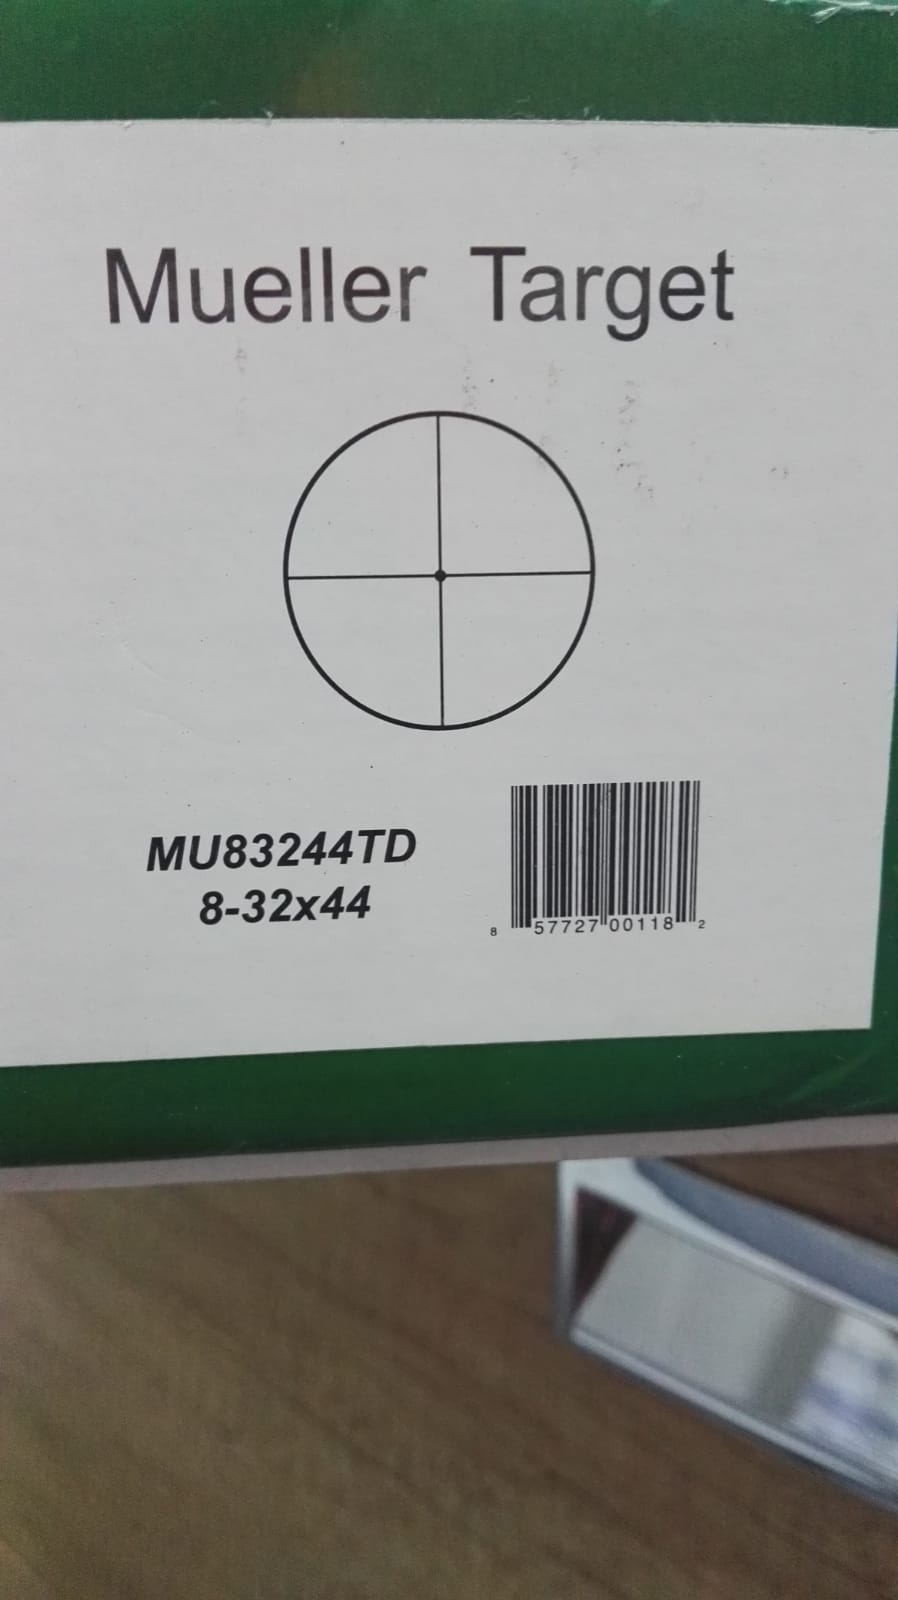 Mueller Target
MU83244TD
8-32x44
8 57727 00118 2